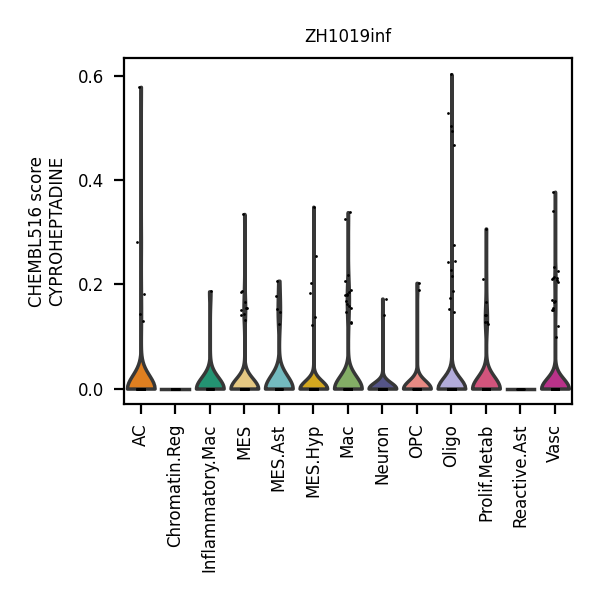 ZH1019inf
CHEMBL516 score
CYPROHEPTADINE
0.6
0.4
0.2
0.0
AC
Chromatin.Reg
Inflammatory.Mac
MES
MES.Ast
MES.Hyp
Mac
Neuron
OPC
Oligo
Prolif.Metab
Reactive.Ast
Vasc